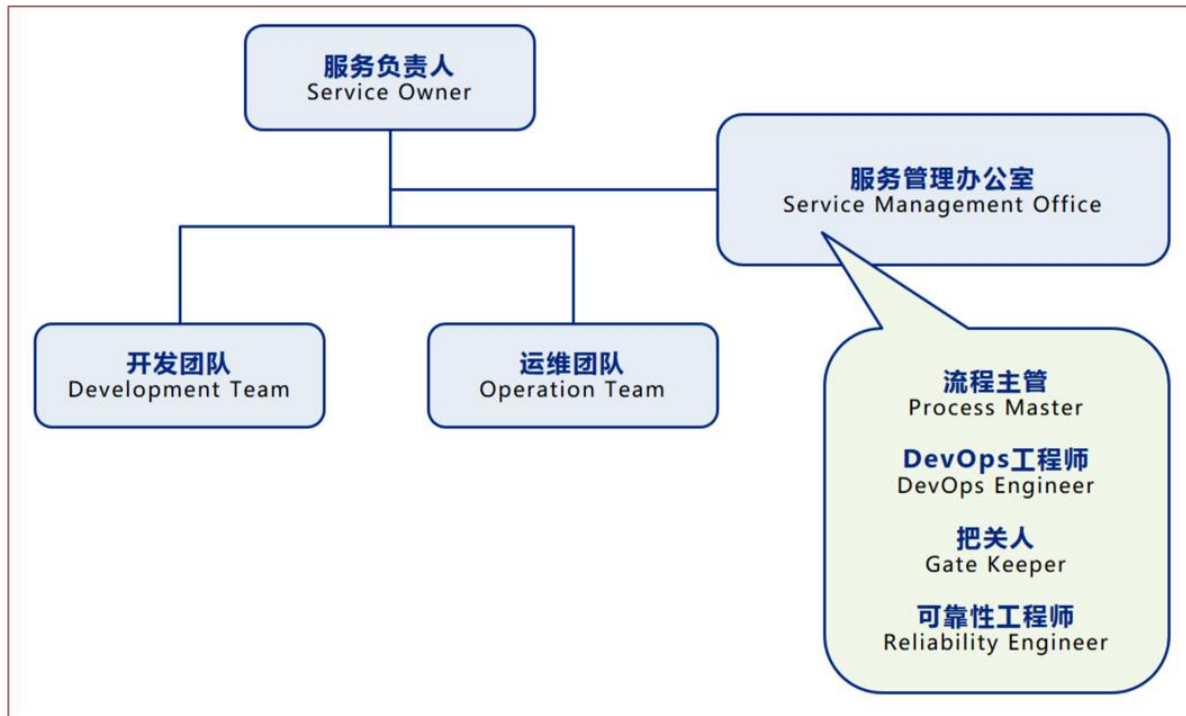 服务负责人
Service Owner
服务管理办公室
Service Management Office
开发团队
Development Team
运维团队
Operation Team
流程主管
Process Master
DevOps工程师
DevOps Engineer
把关人
Gate Keeper
可靠性工程师
Reliability Engineer